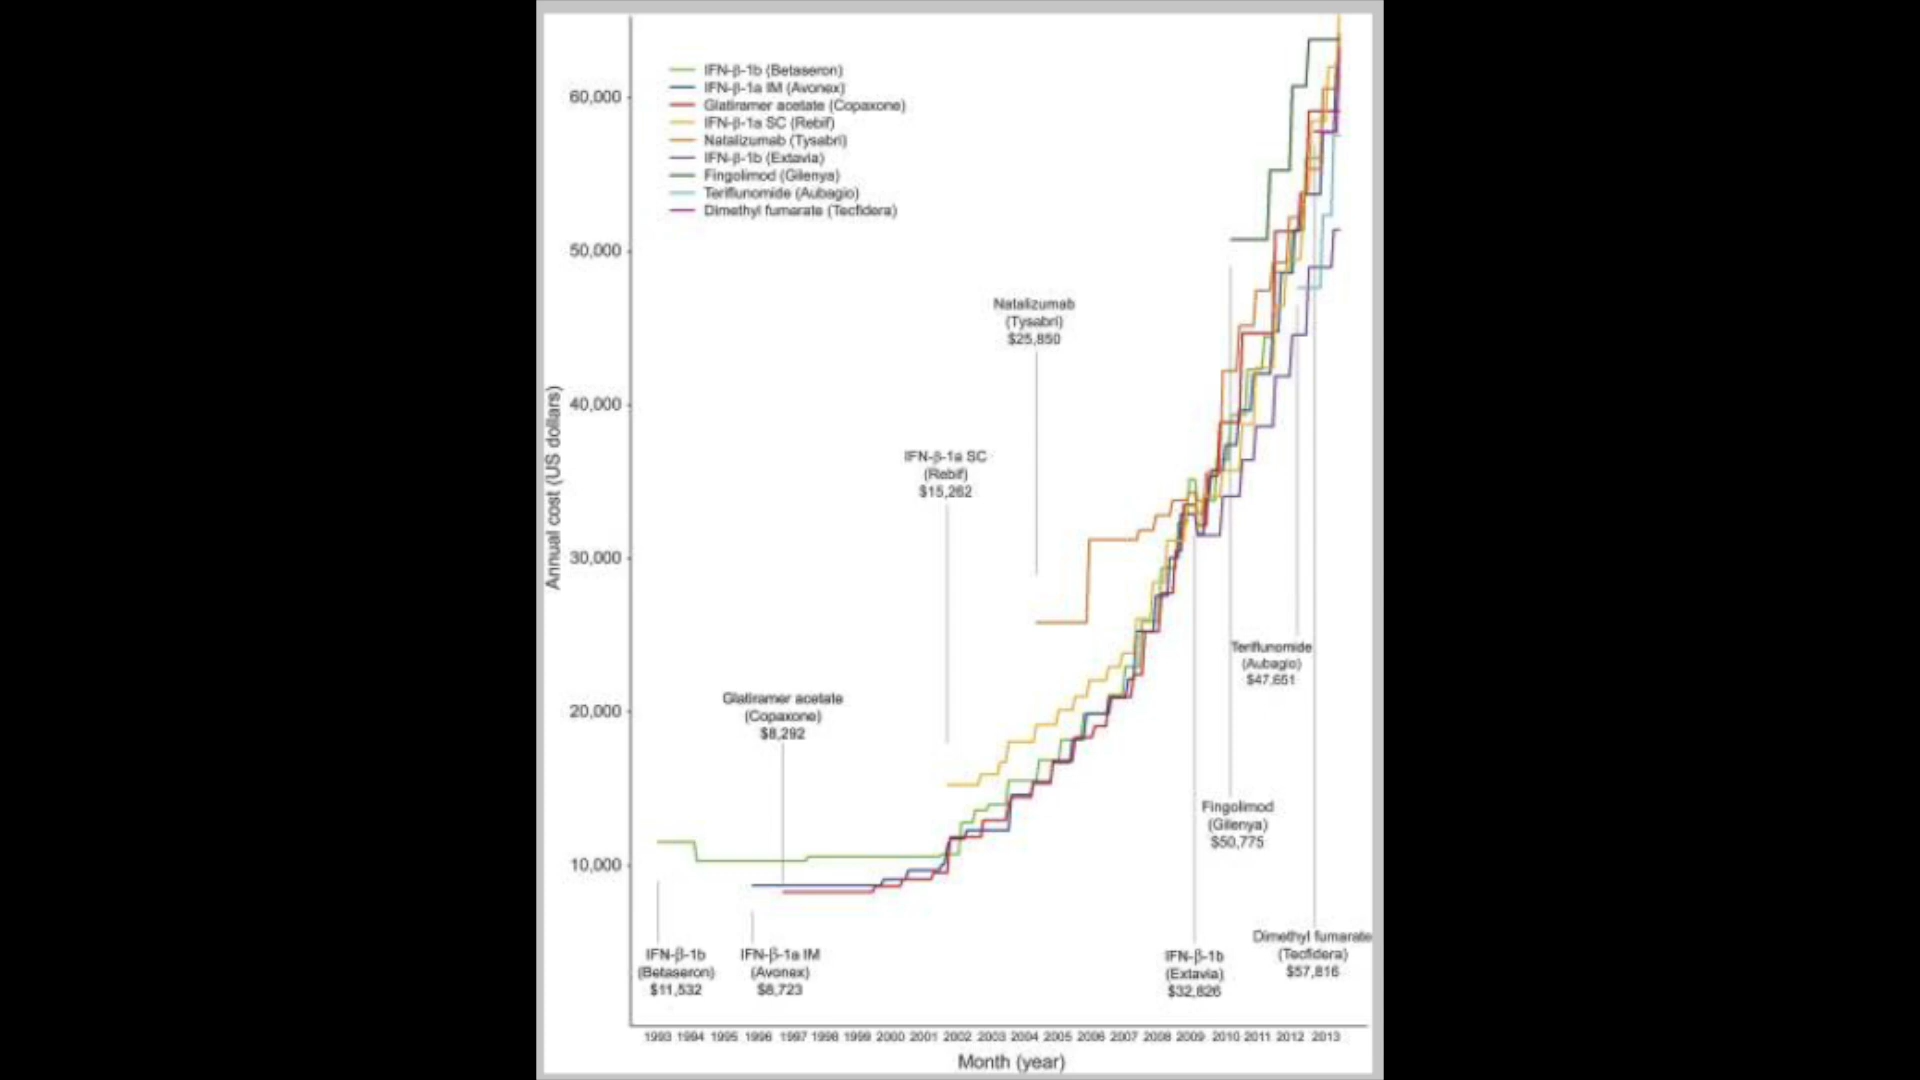 IFN-β-1b (Betaseron)
IFN-β-1a IM (Avonex)
Glatiramer acetate (Copaxone)
IFN-β-1a SC (Rebif)
Natalizumab (Tysabri)
IFN-β-1b (Extavia)
Fingolimod (Gilenya)
Teriflunomide (Aubagio)
Dimethyl fumarate (Tecfidera)
60,000
50,000
40,000
30,000
20,000
10,000
Annual cost (US dollars)
Natalizumab
(Tysabri)
$25,850
IFN-β-1a SC
(Rebif)
$15,262
Glatiramer acetate
(Copaxone)
$8,292
Teriflunomide
(Aubagio)
$47,651
Fingolimod
(Gilenya)
$50,775
IFN-β-1b
(Betaseron)
$11,532
IFN-β-1a IM
(Avonex)
$8,723
IFN-β-1b
(Extavia)
$32,826
Dimethyl fumarate
(Tecfidera)
$57,816
1993 1994 1995 1996 1997 1998 1999 2000 2001 2002 2003 2004 2005 2006 2007 2008 2009 2010 2011 2012 2013
Month (year)